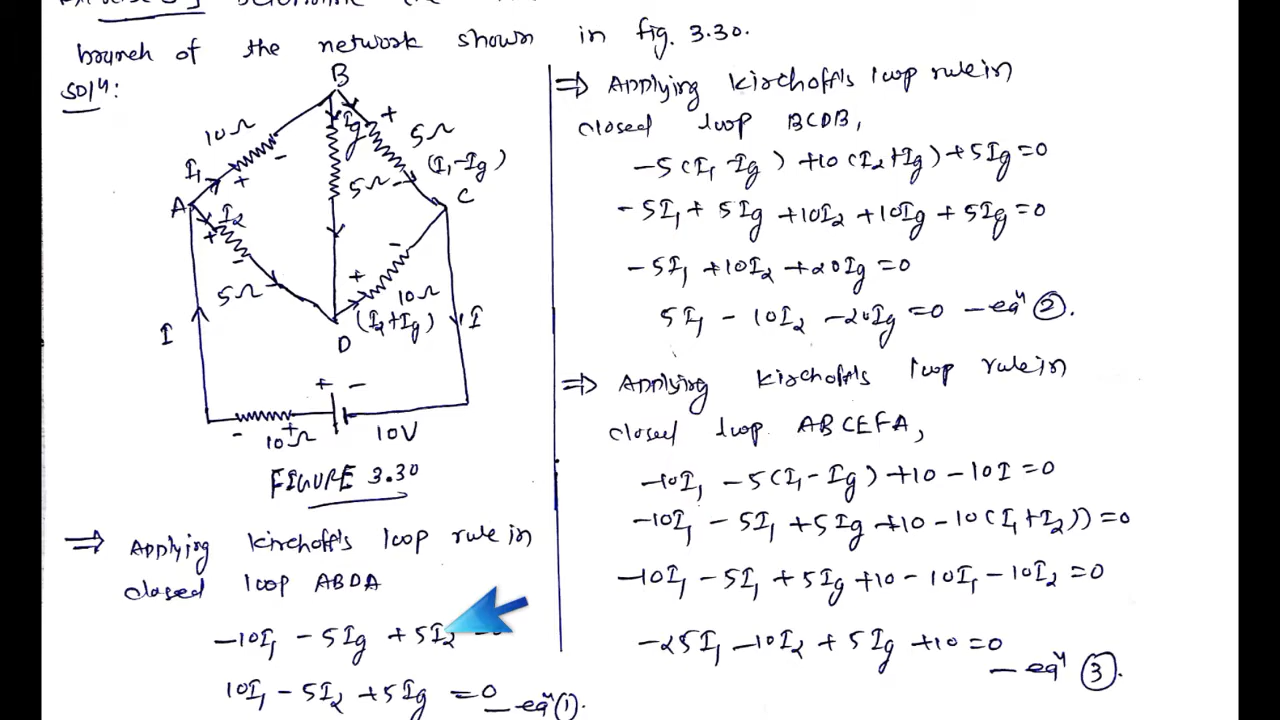 branch of the network shown in fig. 3.30.
soln:
B
10Ω
Ig
+
5Ω
(I₁-Ig)
I₁
-
+
5Ω
-
C
A
I₂
+
-
5Ω
-
+
10Ω
(I₂+Ig)
D
I
I
+ -
- +
10Ω
10V
FIGURE 3.30
⇒ Applying kirchoff's loop rule in
closed loop ABDA
-10I₁ - 5Ig + 5I₂
10I₁ - 5I₂ + 5Ig = 0 — eqⁿ (1).
⇒ Applying kirchoff's loop rule in
closed loop BCDB,
-5(I₁-Ig) + 10(I₂+Ig) + 5Ig = 0
-5I₁ + 5Ig + 10I₂ + 10Ig + 5Ig = 0
-5I₁ + 10I₂ + 20Ig = 0
5I₁ - 10I₂ - 20Ig = 0 — eqⁿ (2).
⇒ Applying kirchoff's loop rule in
closed loop ABCEFA,
-10I₁ - 5(I₁-Ig) + 10 - 10I = 0
-10I₁ - 5I₁ + 5Ig + 10 - 10(I₁+I₂)) = 0
-10I₁ - 5I₁ + 5Ig + 10 - 10I₁ - 10I₂ = 0
-25I₁ - 10I₂ + 5Ig + 10 = 0
— eqⁿ (3).